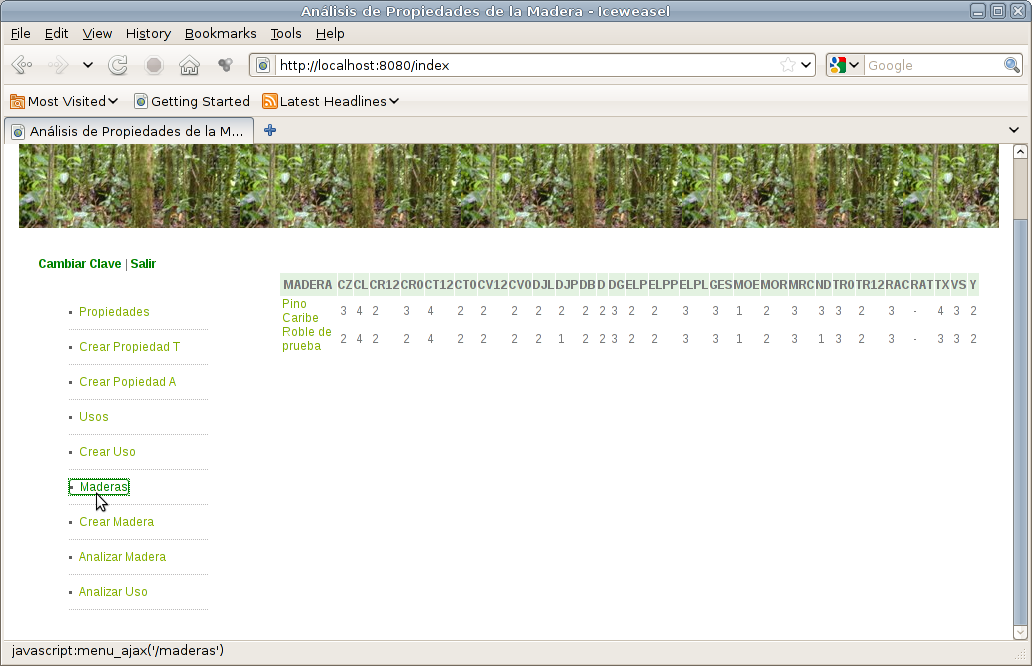 Análisis de Propiedades de la Madera - Iceweasel
File Edit View History Bookmarks Tools Help
http://localhost:8080/index Google
Most Visited Getting Started Latest Headlines
Análisis de Propiedades de la M...
Cambiar Clave | Salir
MADERA CZ CL CR12 CR0 CT12 CT0 CV12 CV0 DJL DJP DB D DG ELPE ELPP ELPL GES MOE MOR MRC ND TR0 TR12 RAC RAT TX VS Y
Pino Caribe 3 4 2 3 4 2 2 2 2 2 2 2 3 2 2 3 3 1 2 3 3 3 2 3 - 4 3 2
Roble de prueba 2 4 2 2 4 2 2 2 2 1 2 2 3 2 2 3 3 1 2 3 1 3 2 3 - 3 3 2
Propiedades
Crear Propiedad T
Crear Popiedad A
Usos
Crear Uso
Maderas
Crear Madera
Analizar Madera
Analizar Uso
javascript:menu_ajax('/maderas')